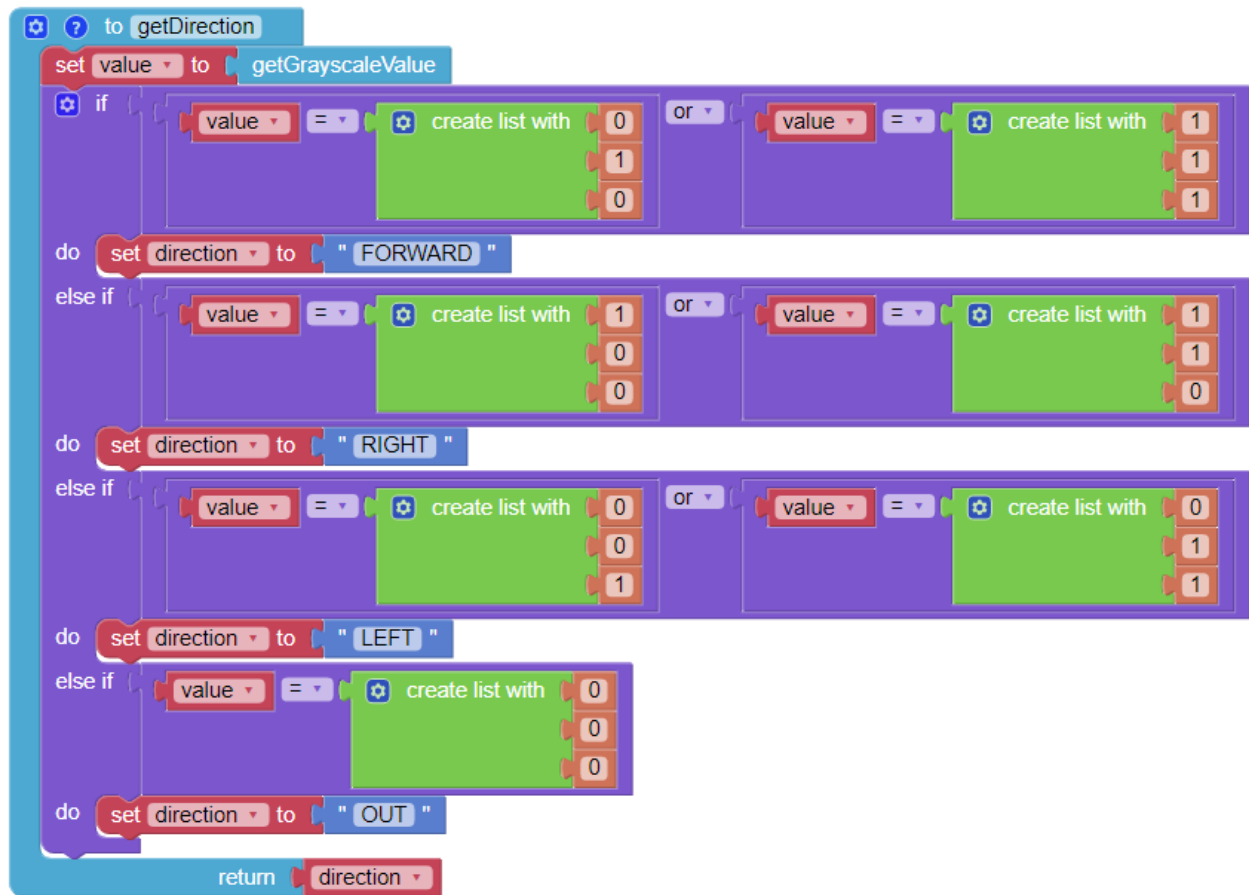 ? to getDirection
set value to getGrayscaleValue
if value = create list with 0 or value = create list with 1
1 1
0 1
do set direction to " FORWARD "
else if value = create list with 1 or value = create list with 1
0 1
0 0
do set direction to " RIGHT "
else if value = create list with 0 or value = create list with 0
0 1
1 1
do set direction to " LEFT "
else if value = create list with 0
0
0
do set direction to " OUT "
return direction